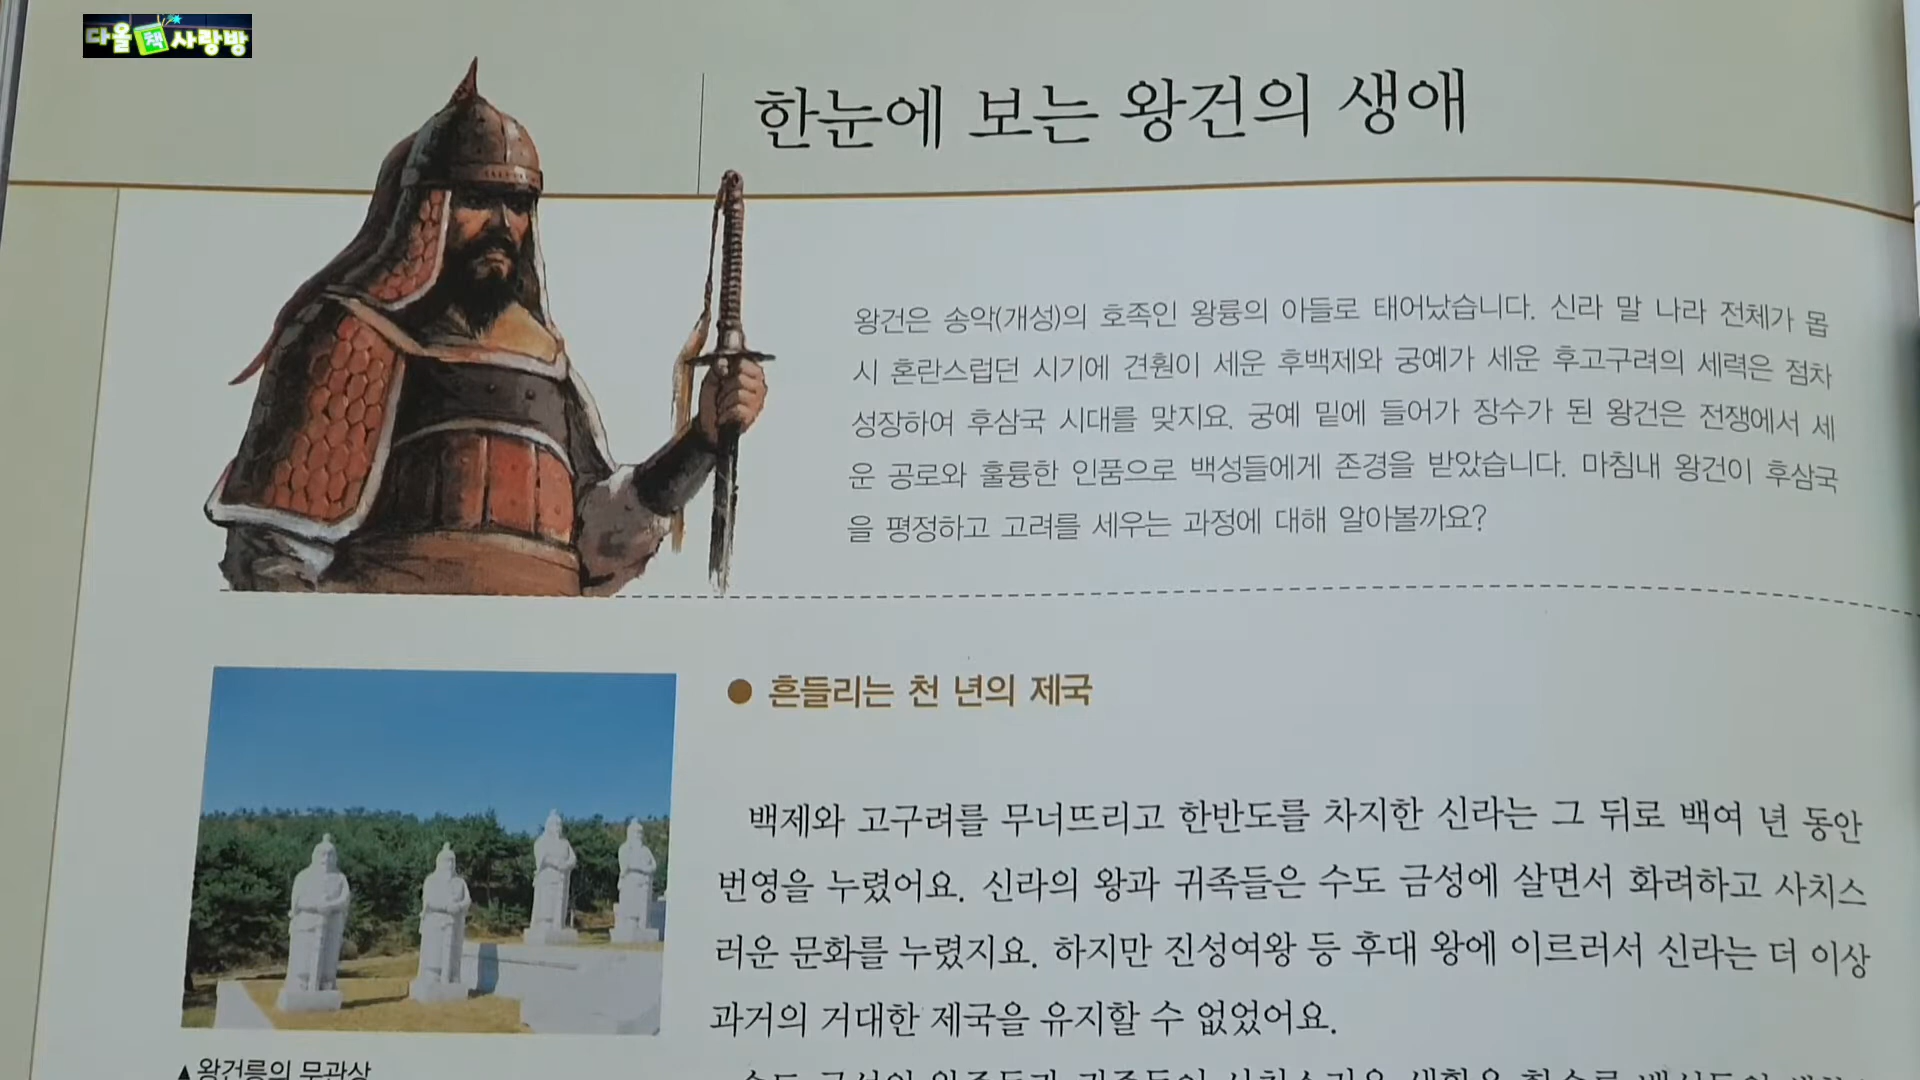 다올 책 사랑방
한눈에 보는 왕건의 생애
왕건은 송악(개성)의 호족인 왕륭의 아들로 태어났습니다. 신라 말 나라 전체가 몹
시 혼란스럽던 시기에 견훤이 세운 후백제와 궁예가 세운 후고구려의 세력은 점차
성장하여 후삼국 시대를 맞지요. 궁예 밑에 들어가 장수가 된 왕건은 전쟁에서 세
운 공로와 훌륭한 인품으로 백성들에게 존경을 받았습니다. 마침내 왕건이 후삼국
을 평정하고 고려를 세우는 과정에 대해 알아볼까요?
● 흔들리는 천 년의 제국
백제와 고구려를 무너뜨리고 한반도를 차지한 신라는 그 뒤로 백여 년 동안
번영을 누렸어요. 신라의 왕과 귀족들은 수도 금성에 살면서 화려하고 사치스
러운 문화를 누렸지요. 하지만 진성여왕 등 후대 왕에 이르러서 신라는 더 이상
과거의 거대한 제국을 유지할 수 없었어요.
▲왕건릉의 무관상